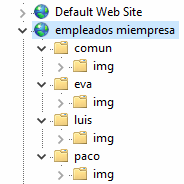 Default Web Site
empleados miempresa
comun
img
eva
img
luis
img
paco
img